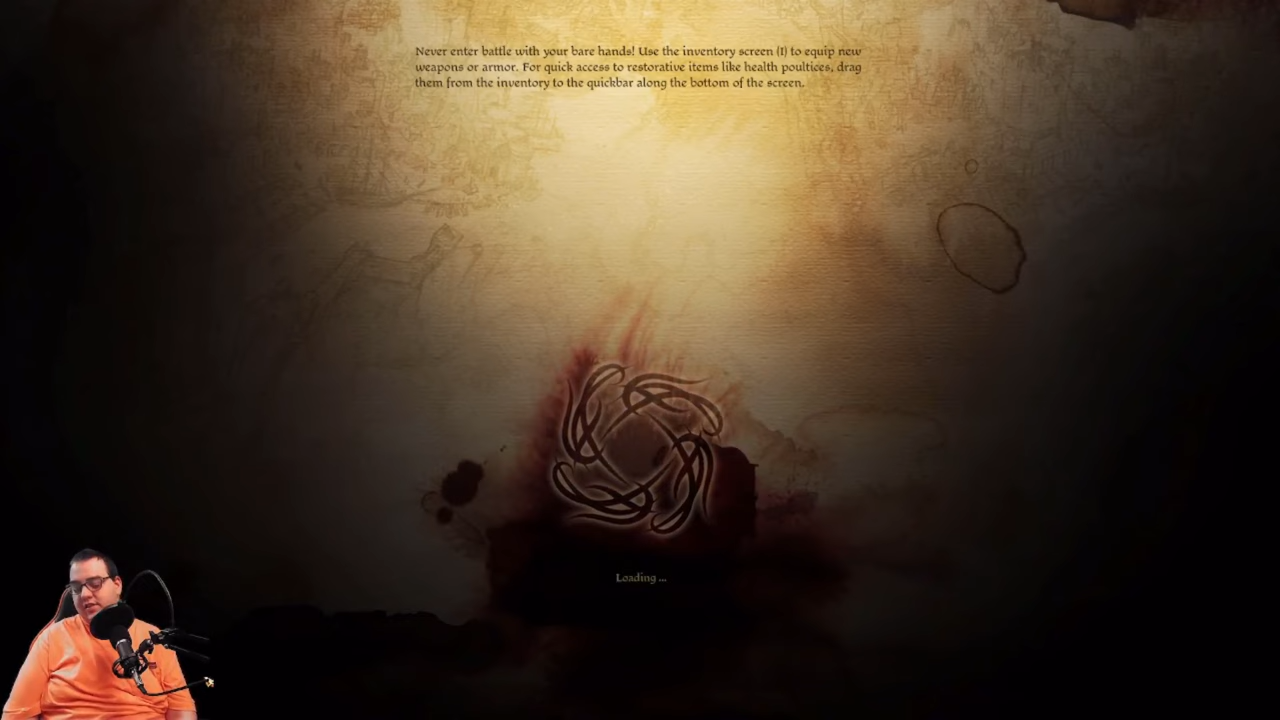 Never enter battle with your bare hands! Use the inventory screen (I) to equip new
weapons or armor. For quick access to restorative items like health poultices, drag
them from the inventory to the quickbar along the bottom of the screen.
Loading ...